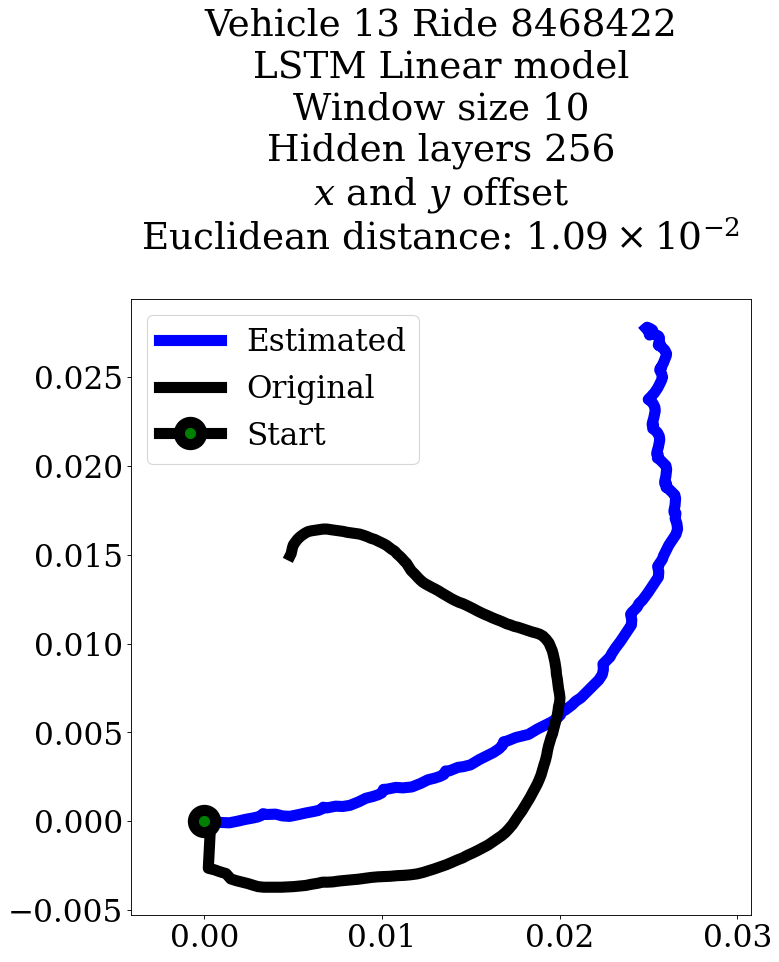 Vehicle 13 Ride 8468422
LSTM Linear model
Window size 10
Hidden layers 256
x and y offset
Euclidean distance: 1.09 × 10⁻²
Estimated
Original
Start
0.025
0.020
0.015
0.010
0.005
0.000
−0.005
0.00 0.01 0.02 0.03